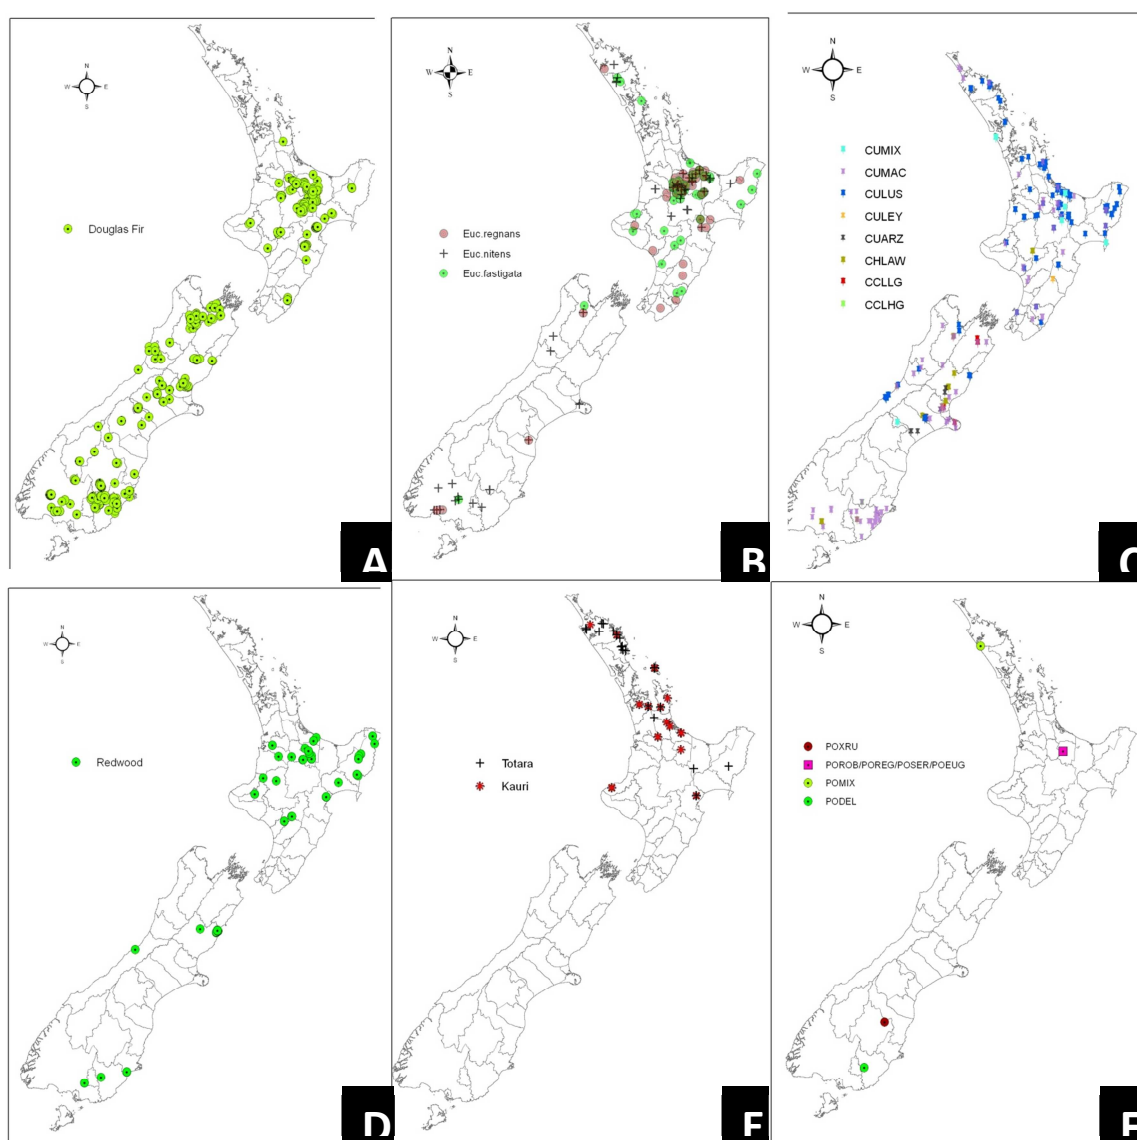 N
W E
S
Douglas Fir
A
N
W E
S
Euc.regnans
Euc.nitens
Euc.fastigata
B
N
W E
S
CUMIX
CUMAC
CULUS
CULEY
CUARZ
CHLAW
CCLLG
CCLHG
C
N
W E
S
Redwood
D
N
W E
S
Totara
Kauri
E
N
W E
S
POXRU
POROB/POREG/POSER/POEUG
POMIX
PODEL
F